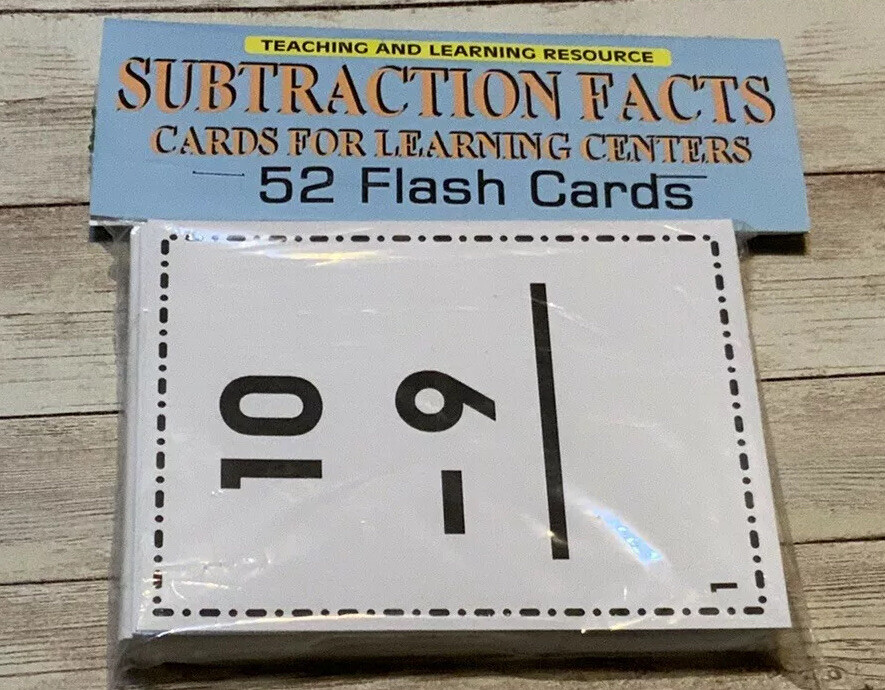 TEACHING AND LEARNING RESOURCE
SUBTRACTION FACTS
CARDS FOR LEARNING CENTERS
52 Flash Cards
10
- 9
1